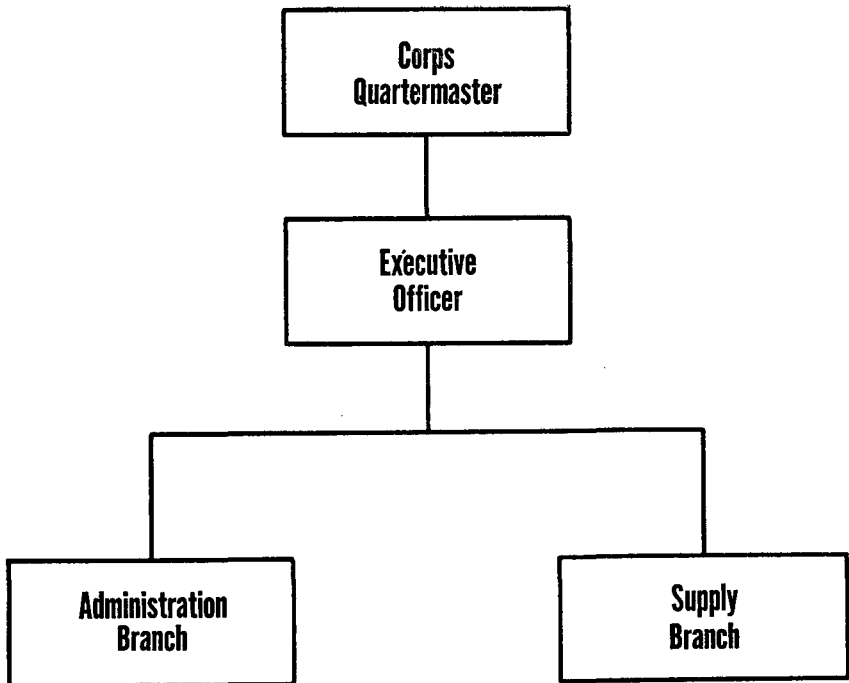 Corps
Quartermaster
Executive
Officer
Administration
Branch
Supply
Branch